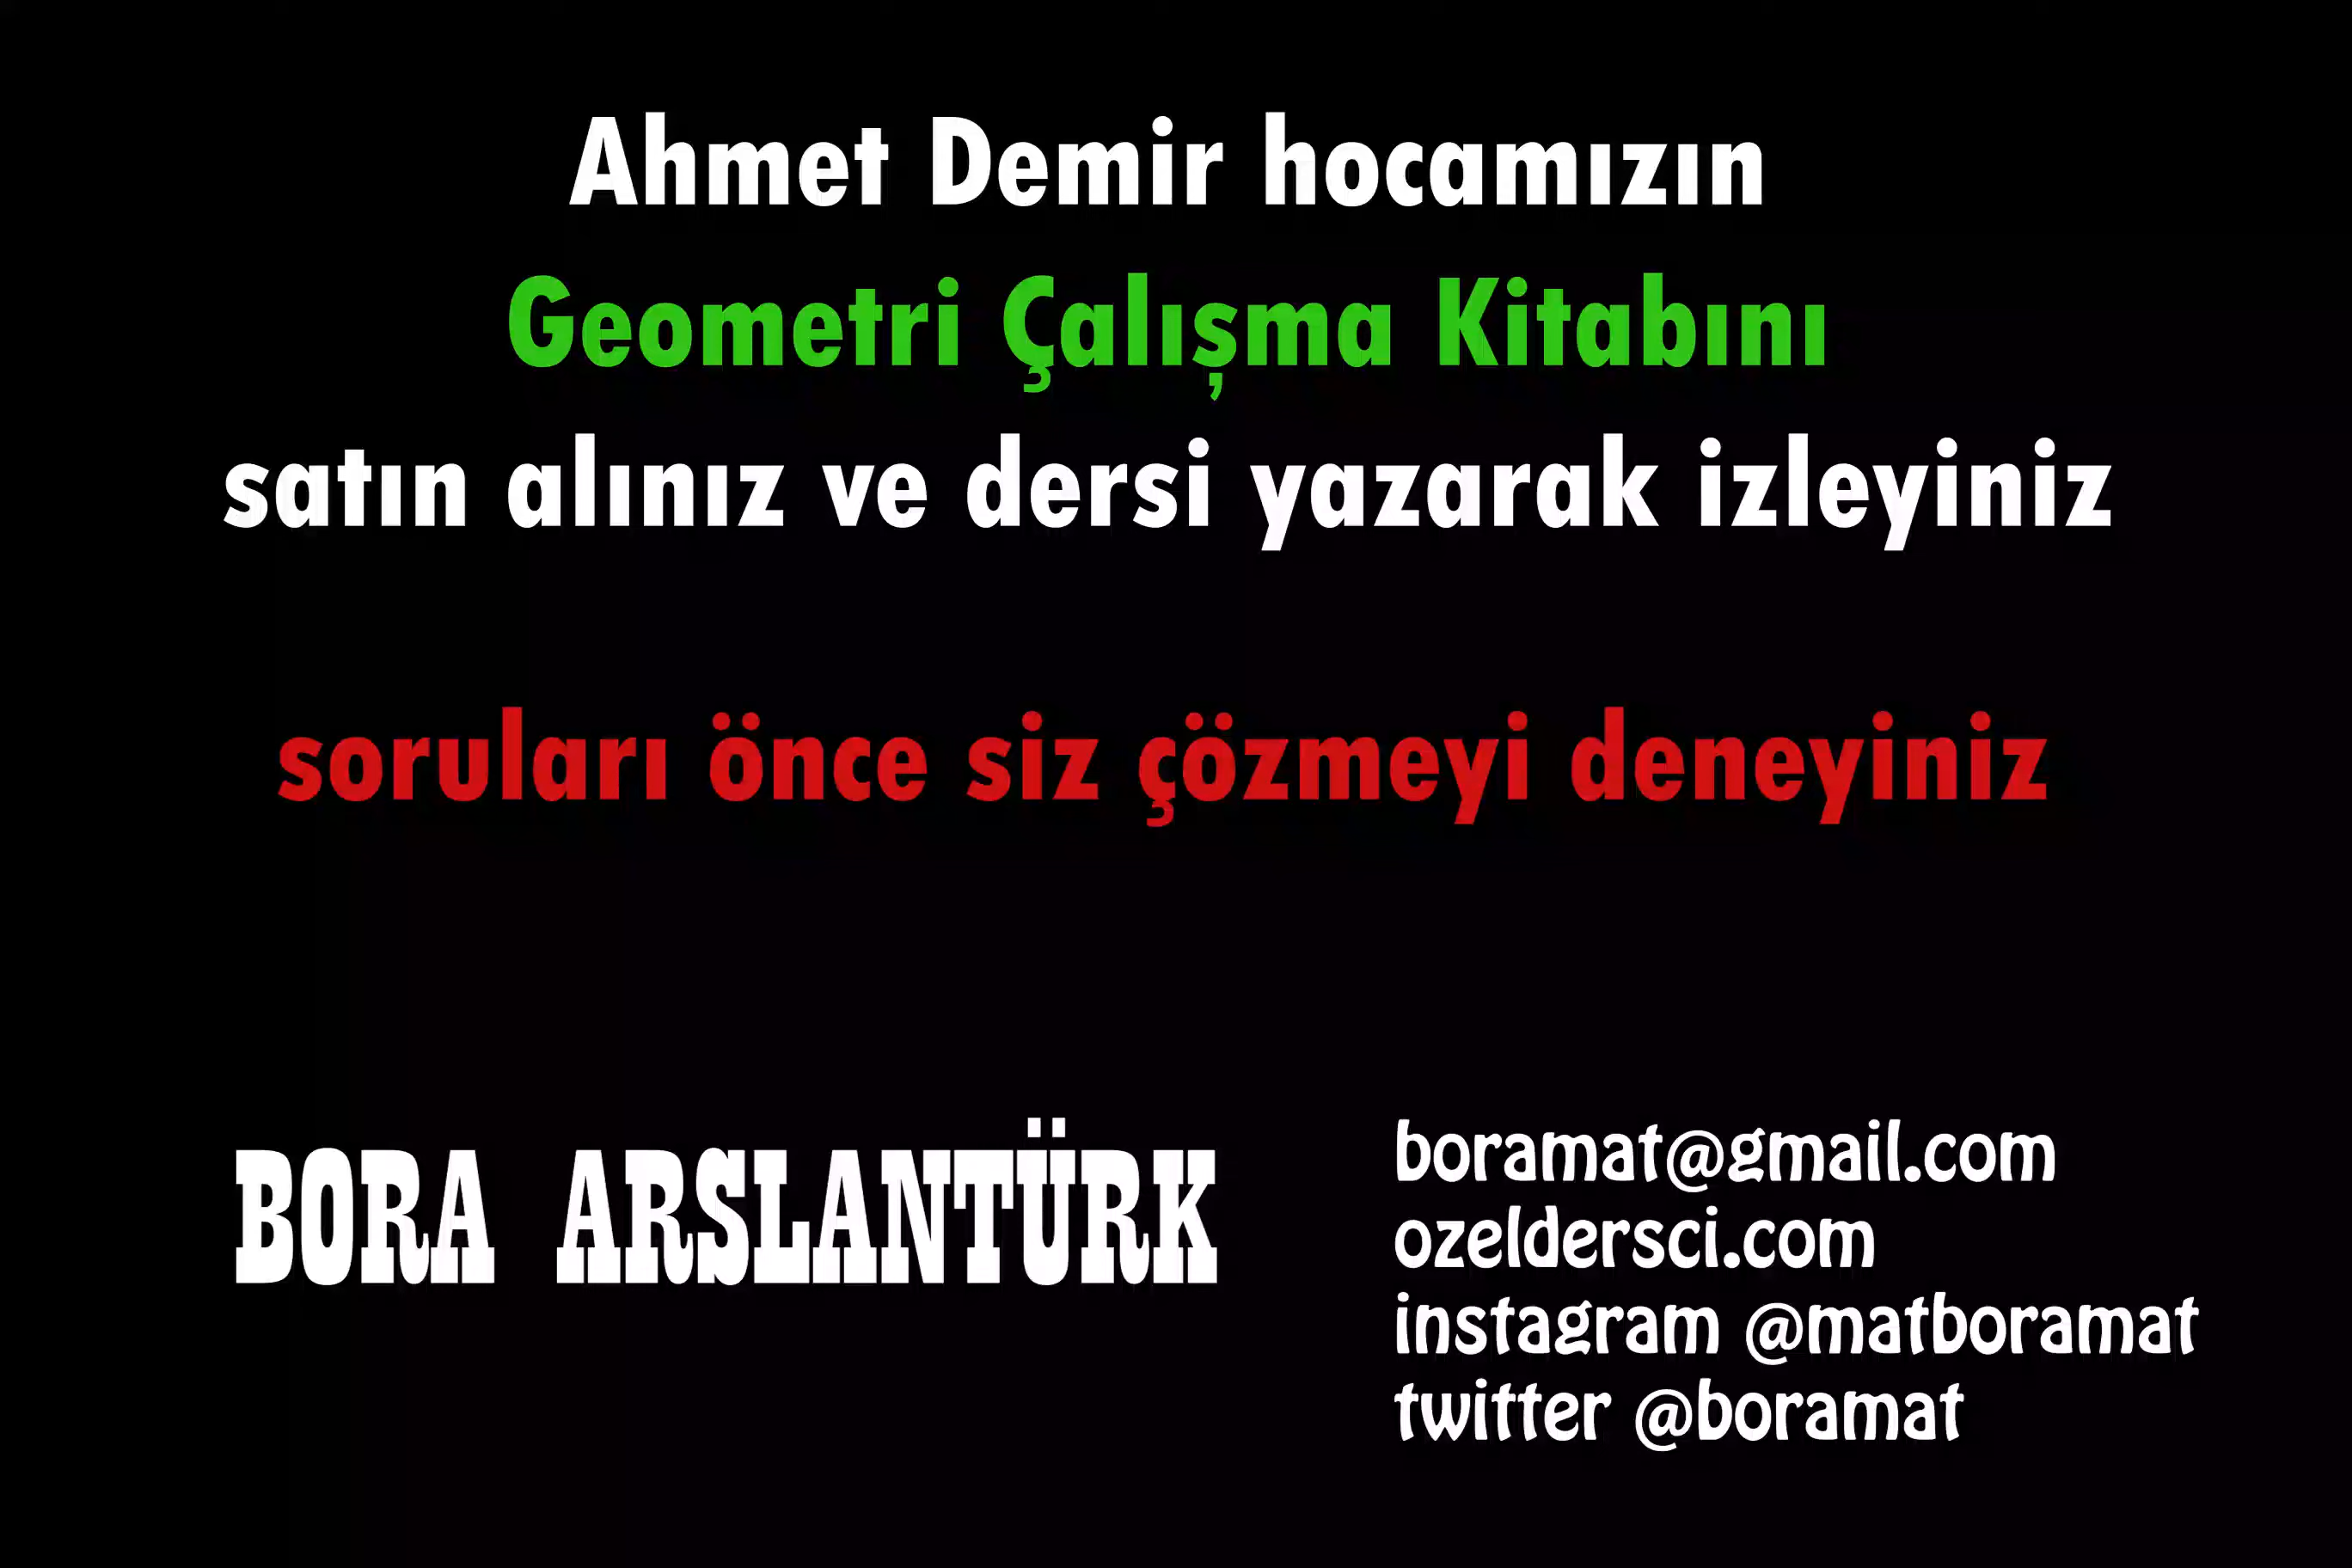 Ahmet Demir hocamızın
Geometri Çalışma Kitabını
satın alınız ve dersi yazarak izleyiniz
soruları önce siz çözmeyi deneyiniz
BORA ARSLANTÜRK
boramat@gmail.com
ozeldersci.com
instagram @matboramat
twitter @boramat